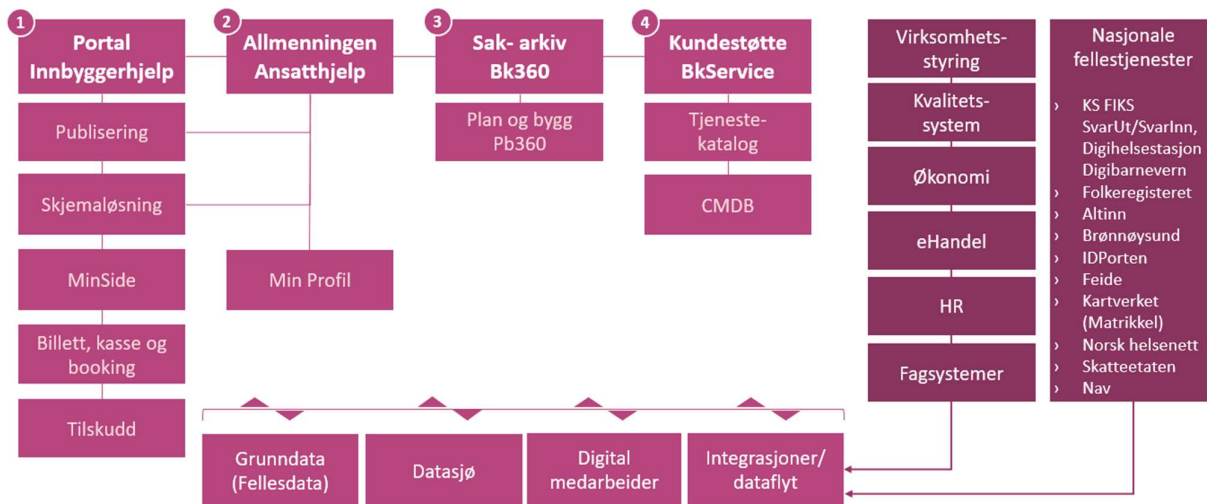 1
Portal
Innbyggerhjelp
Publisering
Skjemaløsning
MinSide
Billett, kasse og
booking
Tilskudd
2
Allmenningen
Ansatthjelp
Min Profil
3
Sak- arkiv
Bk360
Plan og bygg
Pb360
4
Kundestøtte
BkService
Tjeneste-
katalog
CMDB
Virksomhets-
styring
Kvalitets-
system
Økonomi
eHandel
HR
Fagsystemer
Nasjonale
fellestjenester
› KS FIKS
SvarUt/SvarInn,
Digihelsestasjon
Digibarnevern
› Folkeregisteret
› Altinn
› Brønnøysund
› IDPorten
› Feide
› Kartverket
(Matrikkel)
› Norsk helsenett
› Skatteetaten
› Nav
Grunndata
(Fellesdata)
Datasjø
Digital
medarbeider
Integrasjoner/
dataflyt